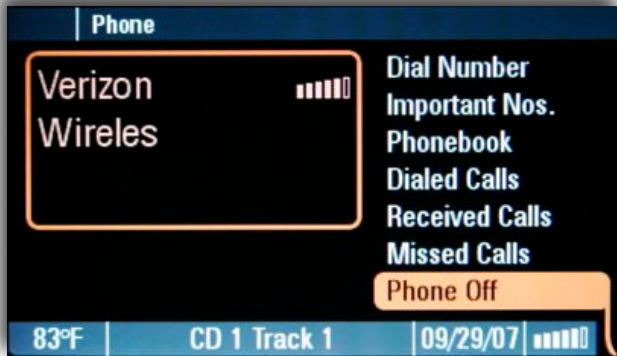 Phone
Verizon
Wireles
Dial Number
Important Nos.
Phonebook
Dialed Calls
Received Calls
Missed Calls
Phone Off
83°F
CD 1 Track 1
09/29/07